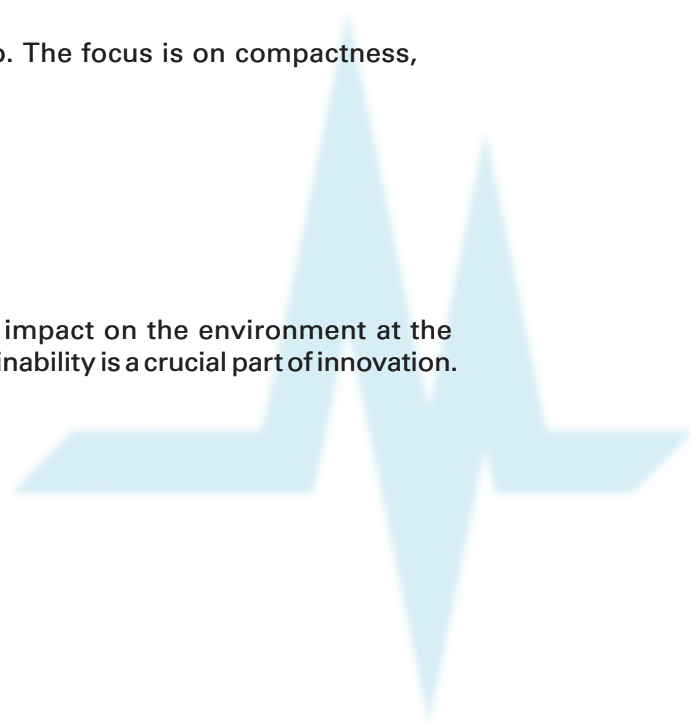 . The focus is on compactness,
impact on the environment at the
inability is a crucial part of innovation.